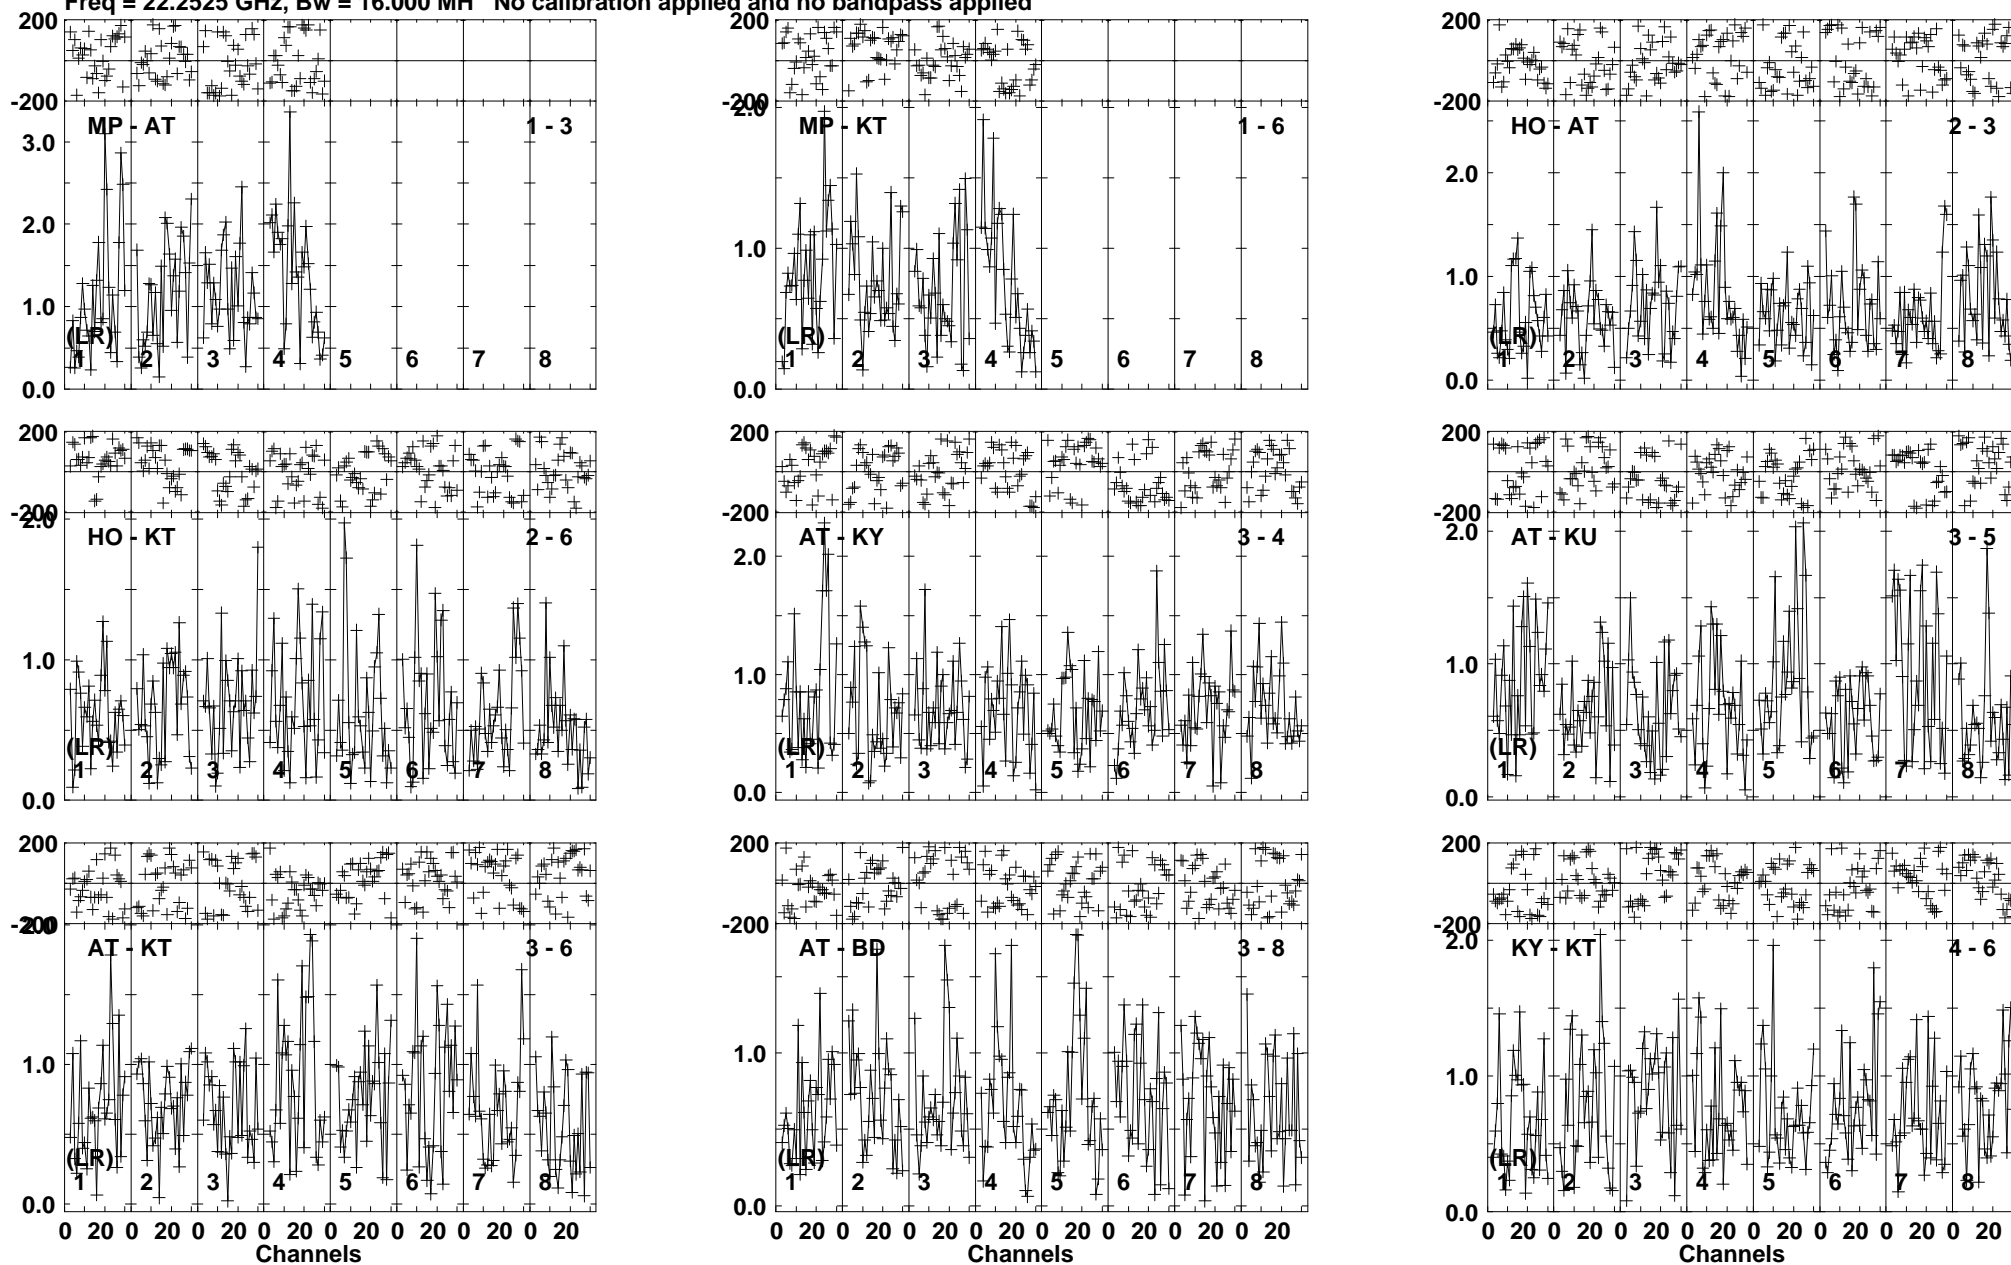 Freq = 22.2525 GHz, Bw = 16.000 MH No calibration applied and no bandpass applied
200
-200
MP - AT 1 - 3
3.0
2.0
1.0
0.0
(LR)
1 2 3 4 5 6 7 8
200
-200
2.0
MP - KT 1 - 6
1.0
0.0
(LR)
1 2 3 4 5 6 7 8
200
-200
HO - AT 2 - 3
2.0
1.0
0.0
(LR)
1 2 3 4 5 6 7 8
200
-200
2.0
HO - KT 2 - 6
1.0
0.0
(LR)
1 2 3 4 5 6 7 8
200
-200
AT - KY 3 - 4
2.0
1.0
0.0
(LR)
1 2 3 4 5 6 7 8
200
-200
2.0
AT - KU 3 - 5
1.0
0.0
(LR)
1 2 3 4 5 6 7 8
200
-200
2.0
AT - KT 3 - 6
1.0
0.0
(LR)
1 2 3 4 5 6 7 8
0 20 0 20 0 20 0 20 0 20 0 20 0 20 0 20
Channels
200
-200
AT - BD 3 - 8
1.0
0.0
(LR)
1 2 3 4 5 6 7 8
0 20 0 20 0 20 0 20 0 20 0 20 0 20 0 20
Channels
200
-200
2.0
KY - KT 4 - 6
1.0
0.0
(LR)
1 2 3 4 5 6 7 8
0 20 0 20 0 20 0 20 0 20 0 20 0 20 0 20
Channels